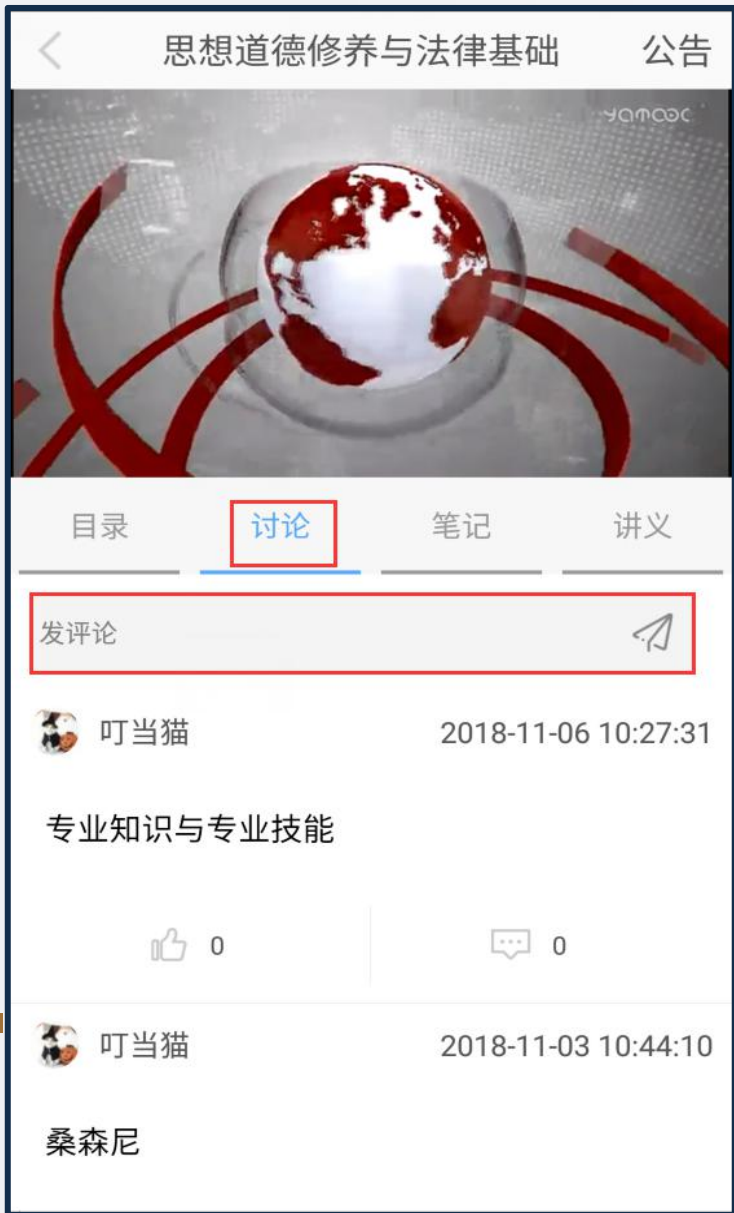 思想道德修养与法律基础 公告
yamooc
目录 讨论 笔记 讲义
发评论
叮当猫 2018-11-06 10:27:31
专业知识与专业技能
0 0
叮当猫 2018-11-03 10:44:10
桑森尼